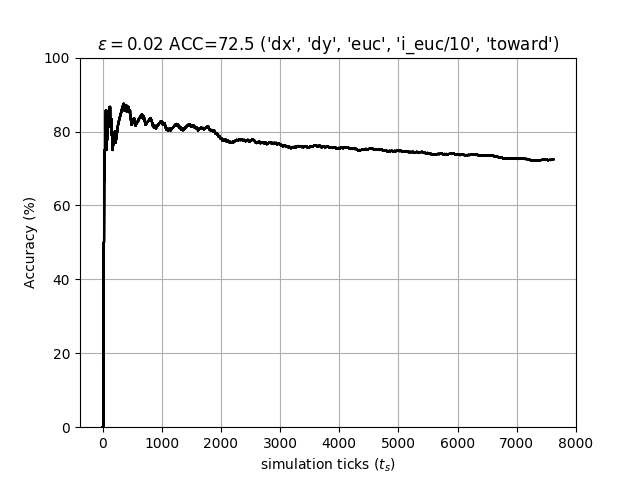 ε = 0.02 ACC=72.5 ('dx', 'dy', 'euc', 'i_euc/10', 'toward')
100
80
60
40
20
0
Accuracy (%)
0 1000 2000 3000 4000 5000 6000 7000 8000
simulation ticks (tₛ)